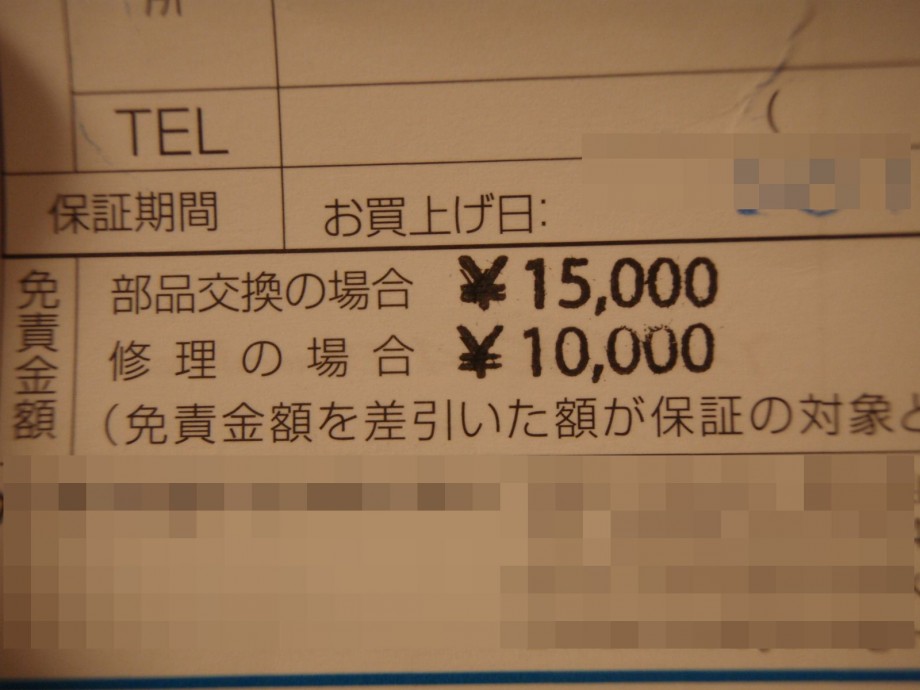 所
TEL
(
保証期間 お買上げ日:
免責金額
部品交換の場合 ¥15,000
修理の場合 ¥10,000
(免責金額を差引いた額が保証の対象と